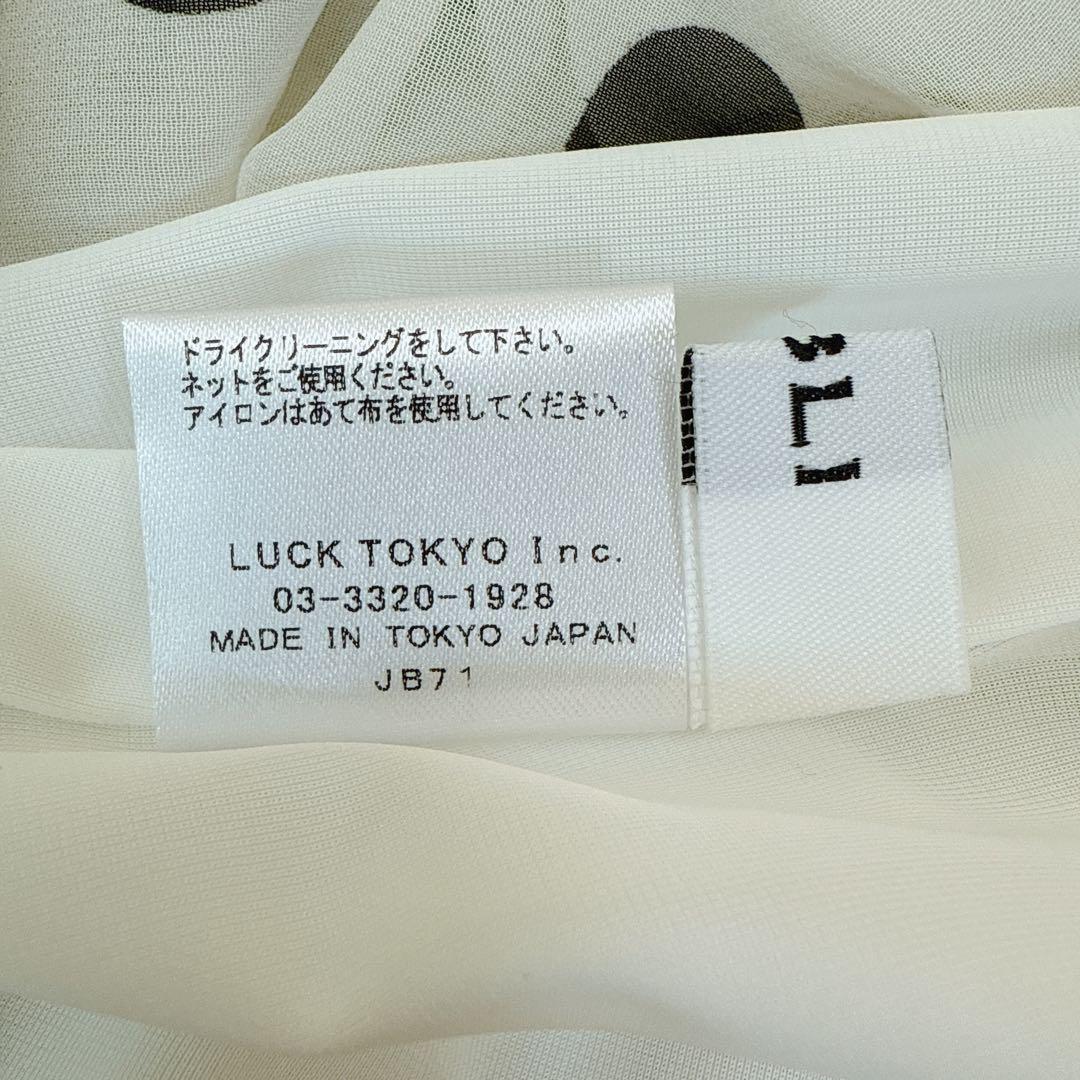 ドライクリーニングをして下さい。
ネットをご使用ください。
アイロンはあて布を使用してください。
LUCK TOKYO Inc.
03-3320-1928
MADE IN TOKYO JAPAN
JB71